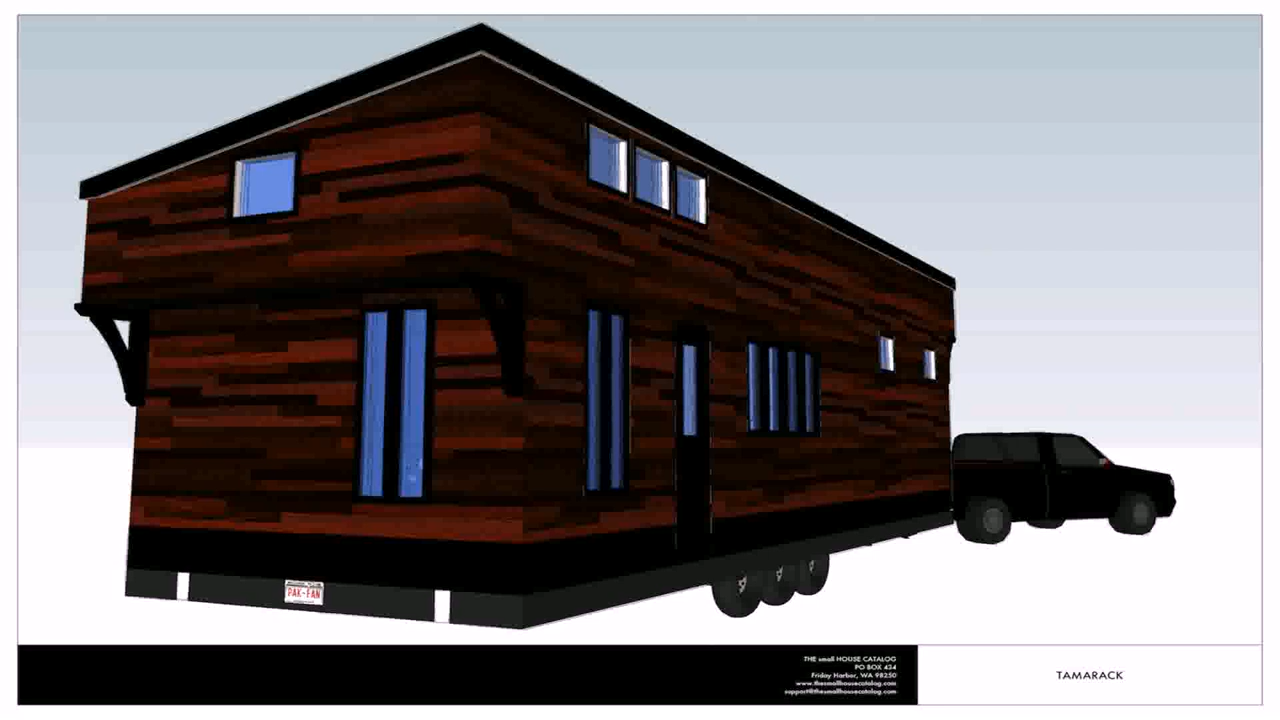 PAK-FAN
THE small HOUSE CATALOG
PO BOX 434
Friday Harbor, WA 98250
www.thesmallhousecatalog.com
support@thesmallhousecatalog.com
TAMARACK